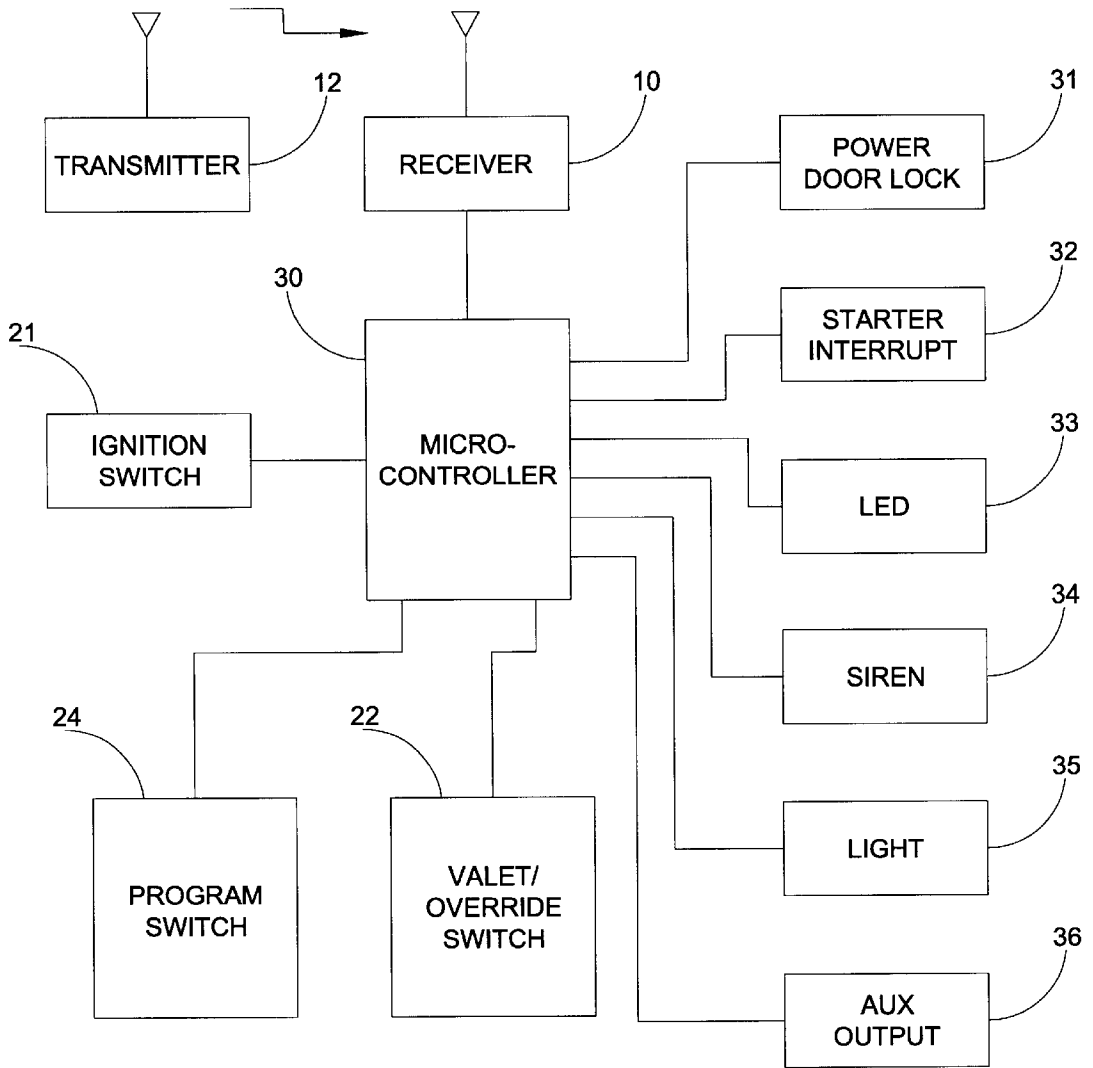 12
TRANSMITTER
10
RECEIVER
31
POWER
DOOR LOCK
30
MICRO-
CONTROLLER
32
STARTER
INTERRUPT
21
IGNITION
SWITCH
33
LED
34
SIREN
24
PROGRAM
SWITCH
22
VALET/
OVERRIDE
SWITCH
35
LIGHT
36
AUX
OUTPUT